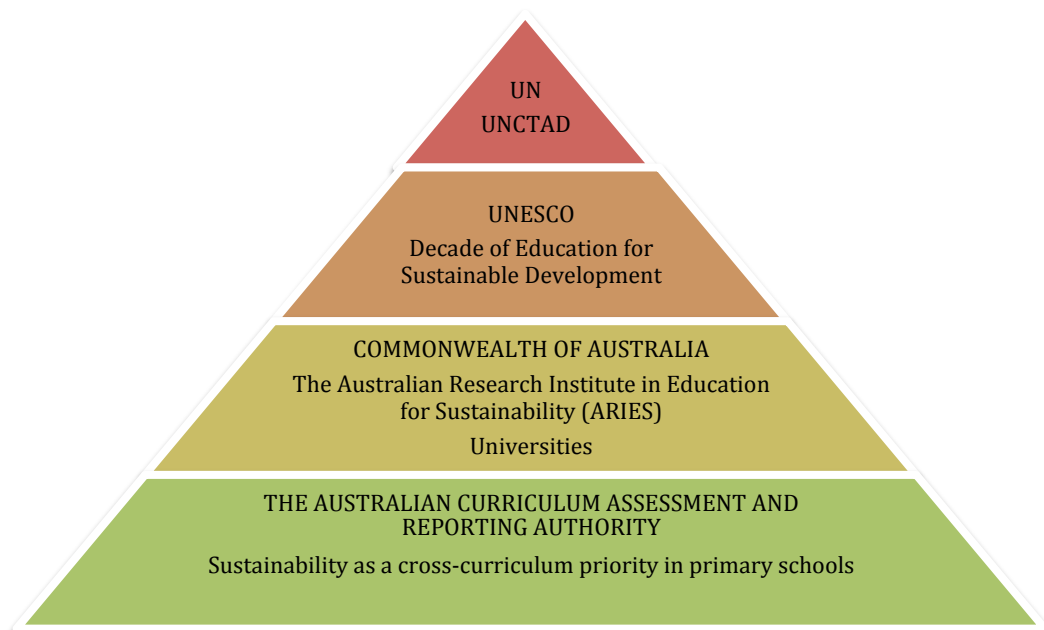 UN
UNCTAD
UNESCO
Decade of Education for
Sustainable Development
COMMONWEALTH OF AUSTRALIA
The Australian Research Institute in Education
for Sustainability (ARIES)
Universities
THE AUSTRALIAN CURRICULUM ASSESSMENT AND
REPORTING AUTHORITY
Sustainability as a cross-curriculum priority in primary schools